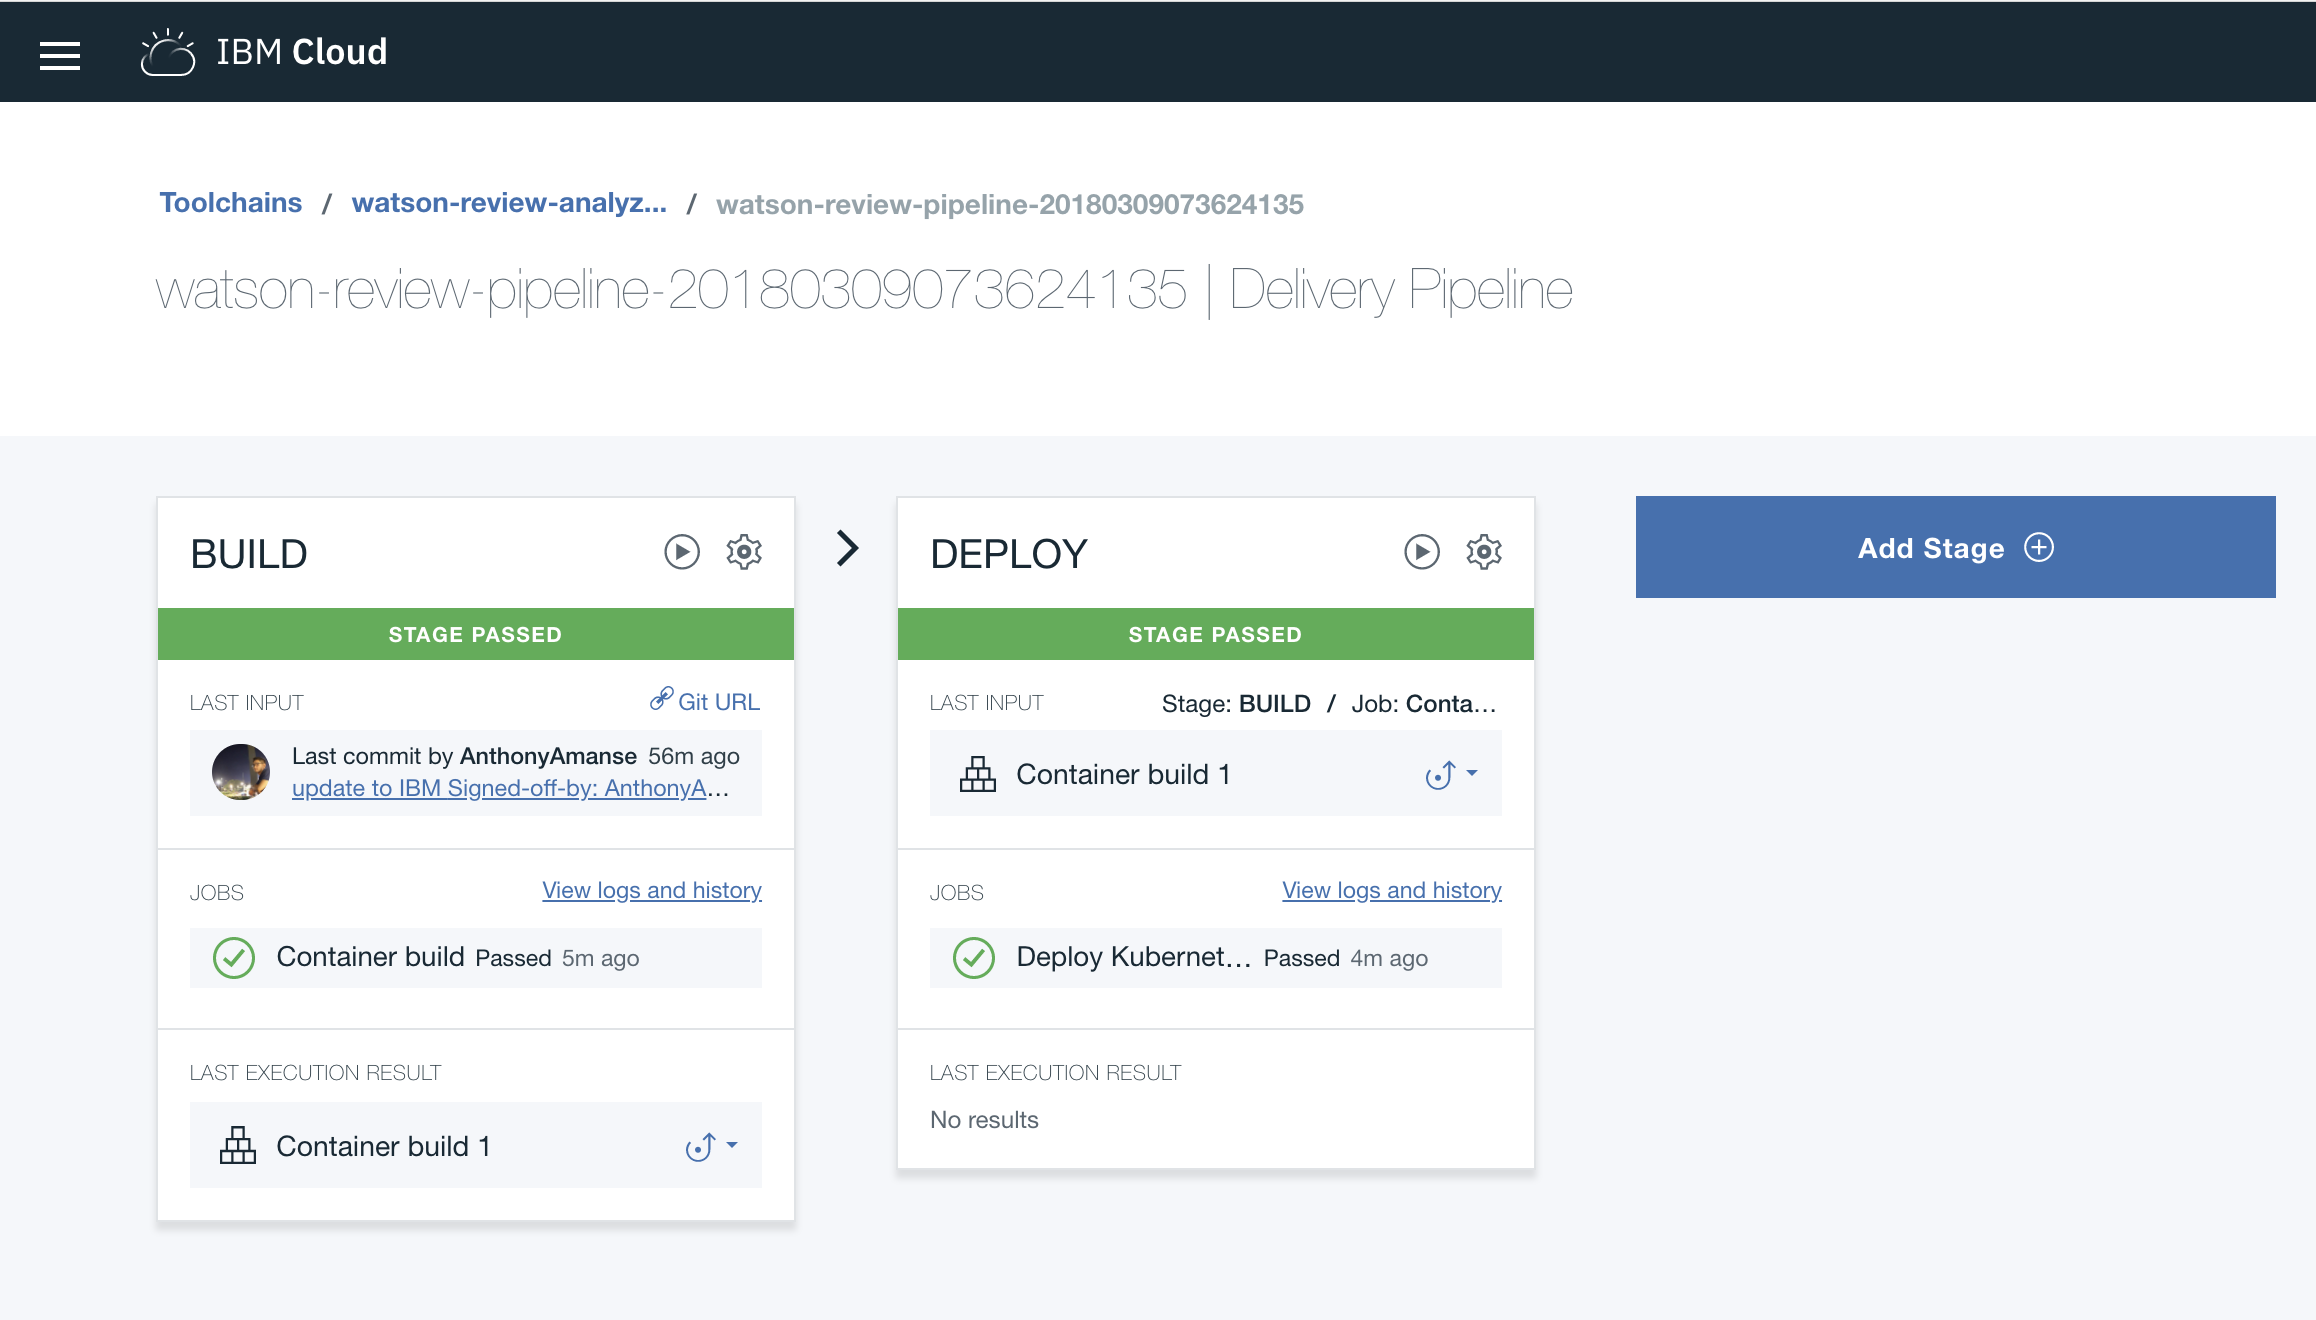 IBM Cloud
Toolchains / watson-review-analyz... / watson-review-pipeline-20180309073624135
watson-review-pipeline-20180309073624135 | Delivery Pipeline
BUILD
STAGE PASSED
LAST INPUT Git URL
Last commit by AnthonyAmanse 56m ago
update to IBM Signed-off-by: AnthonyA...
JOBS View logs and history
Container build Passed 5m ago
LAST EXECUTION RESULT
Container build 1
DEPLOY
STAGE PASSED
LAST INPUT Stage: BUILD / Job: Conta...
Container build 1
JOBS View logs and history
Deploy Kubernet... Passed 4m ago
LAST EXECUTION RESULT
No results
Add Stage